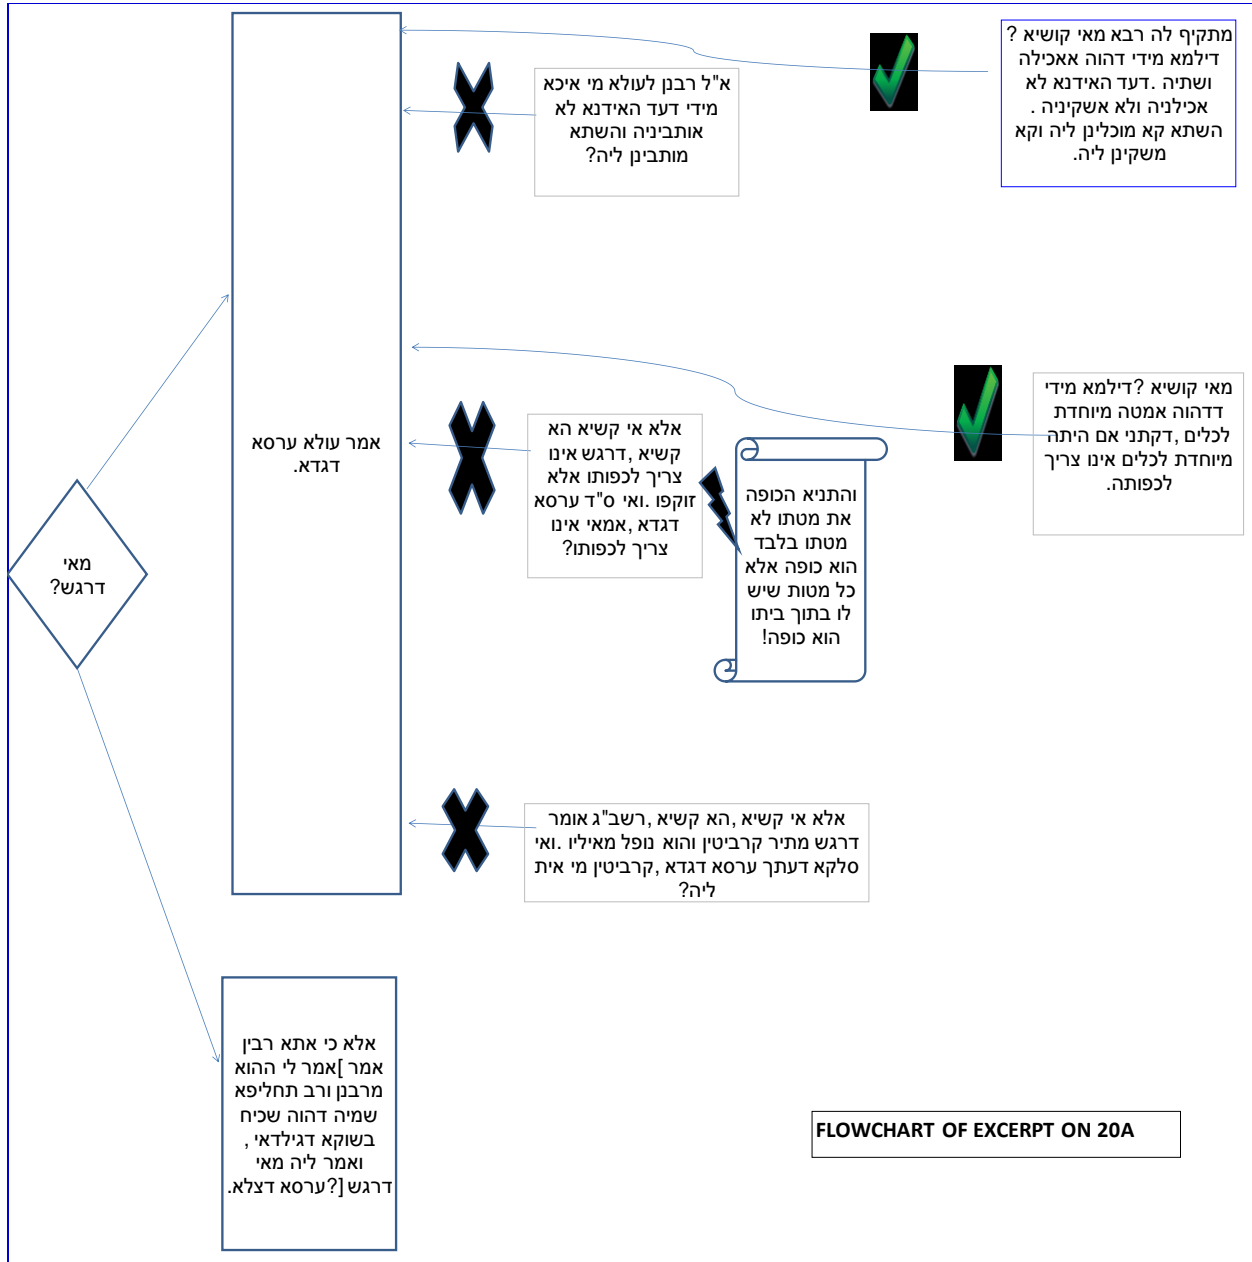 מתקיף לה רבא מאי קושיא ?
דילמא מידי דהוה אאכילה
ושתיה .דעד האידנא לא
אכילניה ולא אשקיניה .
השתא קא מוכלינן ליה וקא
משקינן ליה.
א"ל רבנן לעולא מי איכא
מידי דעד האידנא לא
אותביניה והשתא
מותבינן ליה?
מאי קושיא ?דילמא מידי
דדהוה אמטה מיוחדת
לכלים ,דקתני אם היתה
מיוחדת לכלים אינו צריך
לכפותה.
אלא אי קשיא הא
קשיא ,דרגש אינו
צריך לכפותו אלא
זוקפו .ואי ס"ד ערסא
דגדא ,אמאי אינו
צריך לכפותו?
והתניא הכופה
את מטתו לא
מטתו בלבד
הוא כופה אלא
כל מטות שיש
לו בתוך ביתו
הוא כופה!
אמר עולא ערסא
דגדא.
מאי
דרגש?
אלא אי קשיא ,הא קשיא ,רשב"ג אומר
דרגש מתיר קרביטין והוא נופל מאיליו .ואי
סלקא דעתך ערסא דגדא ,קרביטין מי אית
ליה?
אלא כי אתא רבין
אמר [אמר לי ההוא
מרבנן ורב תחליפא
שמיה דהוה שכיח
בשוקא דגילדאי ,
ואמר ליה מאי
דרגש ]?ערסא דצלא.
FLOWCHART OF EXCERPT ON 20A